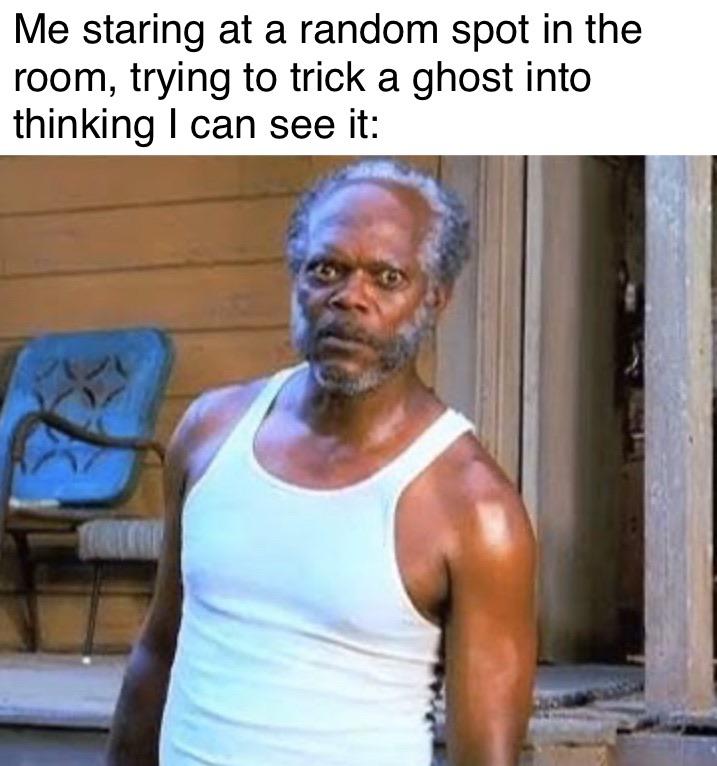 Me staring at a random spot in the
room, trying to trick a ghost into
thinking I can see it: